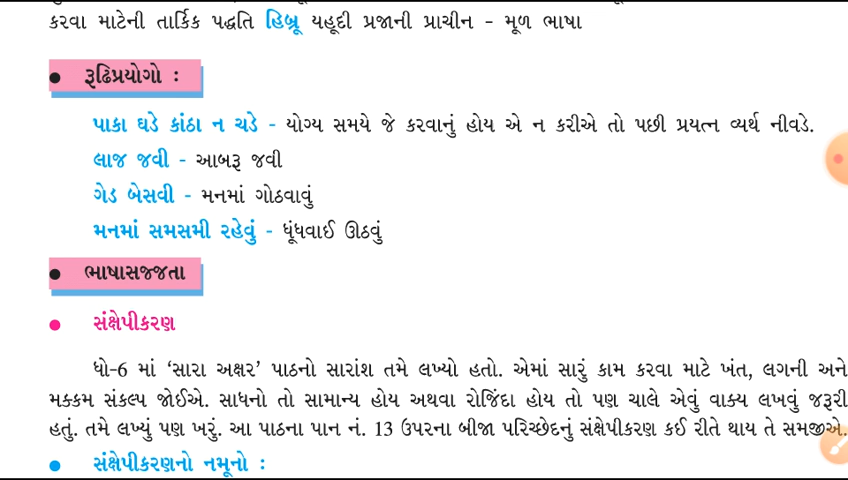 કરવા માટેની તાર્કિક પદ્ધતિ હિબ્રૂ યહૂદી પ્રજાની પ્રાચીન - મૂળ ભાષા
● રૂઢિપ્રયોગો :
પાકા ઘડે કાંઠા ન ચડે - યોગ્ય સમયે જે કરવાનું હોય એ ન કરીએ તો પછી પ્રયત્ન વ્યર્થ નીવડે.
લાજ જવી - આબરૂ જવી
ગેડ બેસવી - મનમાં ગોઠવાવું
મનમાં સમસમી રહેવું - ધૂંધવાઈ ઊઠવું
● ભાષાસજ્જતા
● સંક્ષેપીકરણ
ધો-6 માં ‘સારા અક્ષર’ પાઠનો સારાંશ તમે લખ્યો હતો. એમાં સારું કામ કરવા માટે ખંત, લગની અને
મક્કમ સંકલ્પ જોઈએ. સાધનો તો સામાન્ય હોય અથવા રોજિંદા હોય તો પણ ચાલે એવું વાક્ય લખવું જરૂરી
હતું. તમે લખ્યું પણ ખરું. આ પાઠના પાન નં. 13 ઉપરના બીજા પરિચ્છેદનું સંક્ષેપીકરણ કઈ રીતે થાય તે સમજીએ.
● સંક્ષેપીકરણનો નમૂનો :